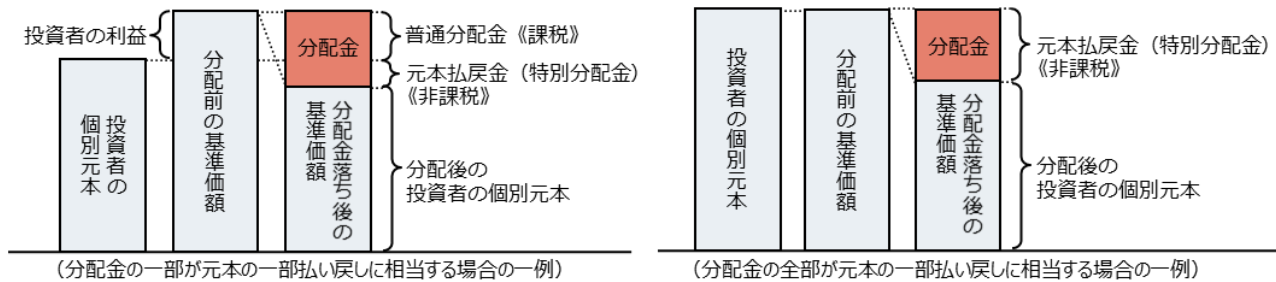 投資者の利益
投資者の
個別元本
分配前の基準価額
分配金
分配金落ち後の
基準価額
普通分配金《課税》
元本払戻金（特別分配金）
《非課税》
分配後の
投資者の個別元本
（分配金の一部が元本の一部払い戻しに相当する場合の一例）
投資者の個別元本
分配前の基準価額
分配金
分配金落ち後の
基準価額
元本払戻金（特別分配金）
《非課税》
分配後の
投資者の個別元本
（分配金の全部が元本の一部払い戻しに相当する場合の一例）